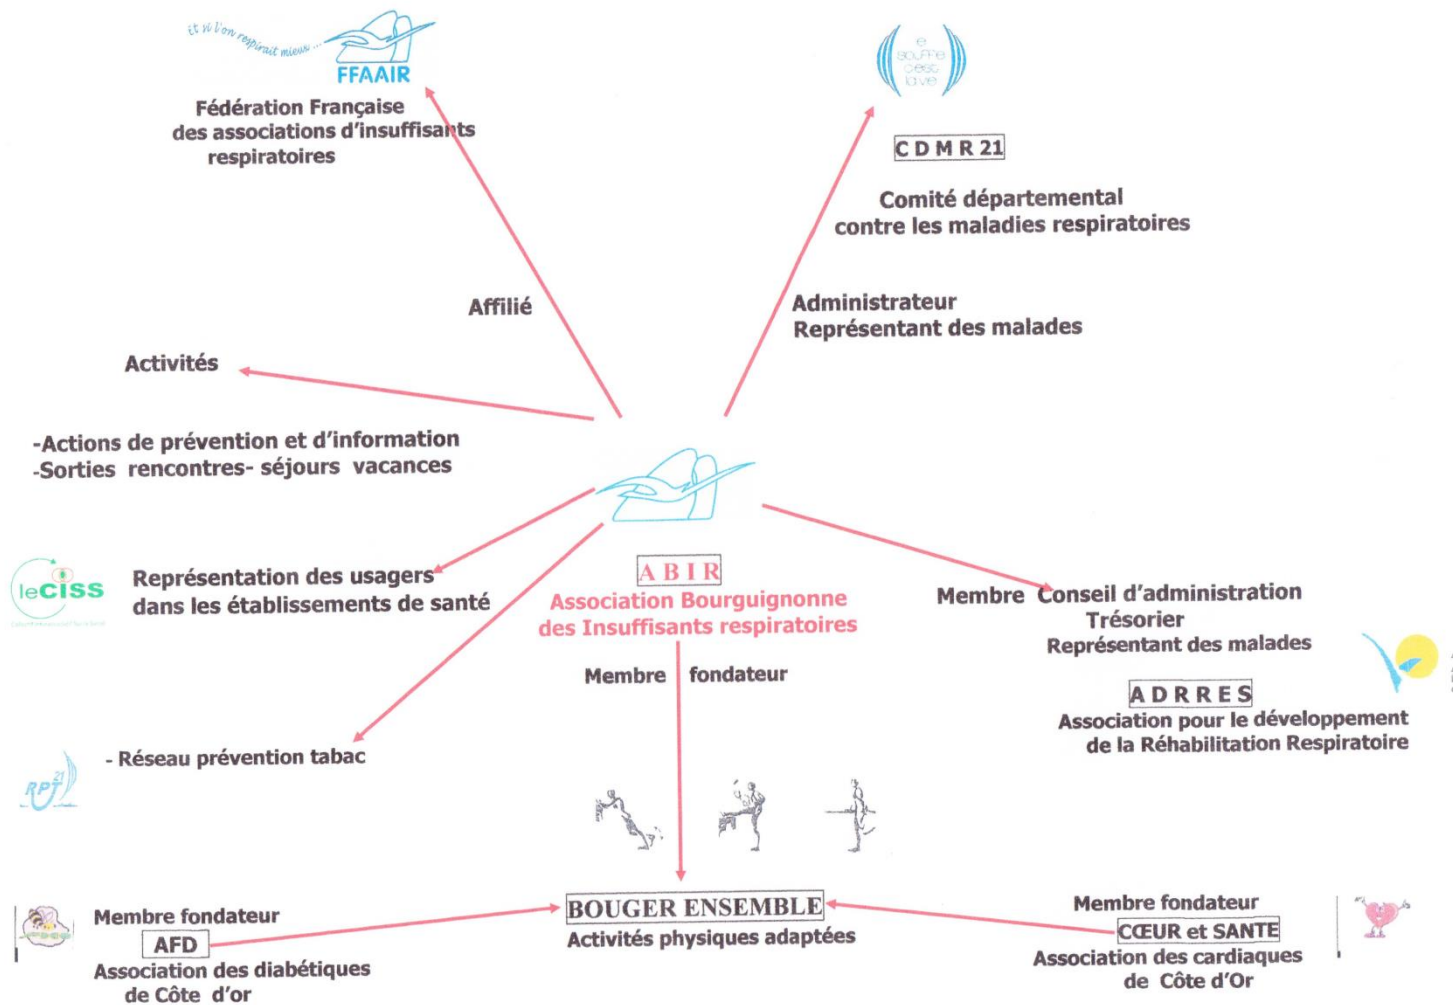 Et si l'on respirait mieux ...
FFAAIR
Fédération Française
des associations d'insuffisants
respiratoires
e
souffle
c'est
la vie
C D M R 21
Comité départemental
contre les maladies respiratoires
Affilié
Administrateur
Représentant des malades
Activités
-Actions de prévention et d'information
-Sorties rencontres- séjours vacances
leciss
Représentation des usagers
dans les établissements de santé
A B I R
Association Bourguignonne
des Insuffisants respiratoires
Membre Conseil d'administration
Trésorier
Représentant des malades
A D R R E S
Association pour le développement
de la Réhabilitation Respiratoire
Membre fondateur
RPT 21
- Réseau prévention tabac
Membre fondateur
AFD
Association des diabétiques
de Côte d'or
BOUGER ENSEMBLE
Activités physiques adaptées
Membre fondateur
CŒUR et SANTE
Association des cardiaques
de Côte d'Or